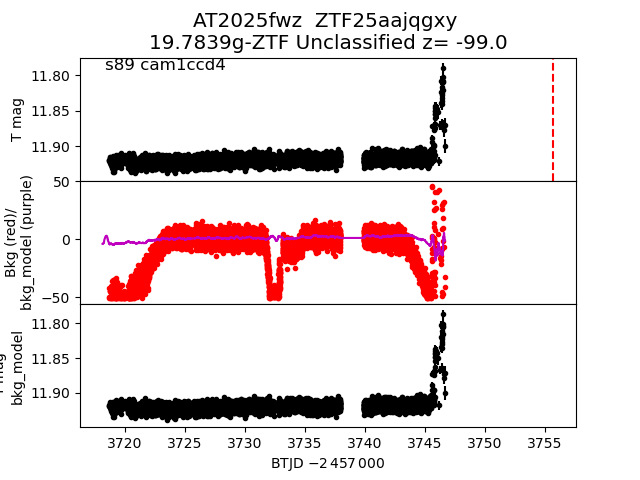 AT2025fwz  ZTF25aajqgxy
19.7839g-ZTF Unclassified z= -99.0
s89 cam1ccd4
T mag
11.80
11.85
11.90
Bkg (red)/
bkg_model (purple)
50
0
−50
bkg_model
11.80
11.85
11.90
3720 3725 3730 3735 3740 3745 3750 3755
BTJD −2 457 000